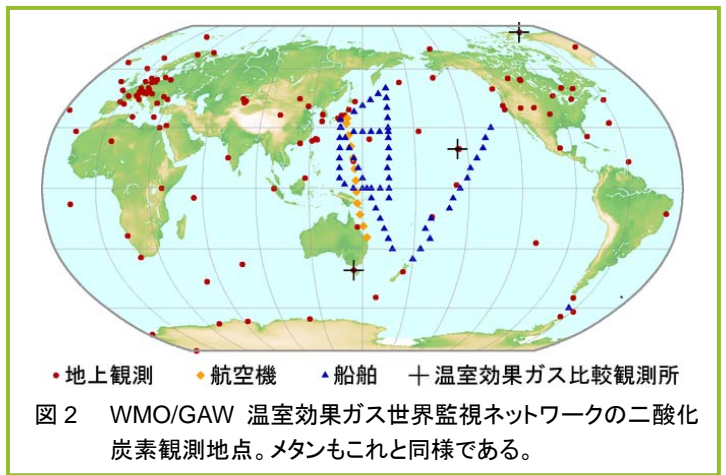 •地上観測 ◆航空機 ▲船舶 ＋温室効果ガス比較観測所
図 2 WMO/GAW 温室効果ガス世界監視ネットワークの二酸化
炭素観測地点。メタンもこれと同様である。